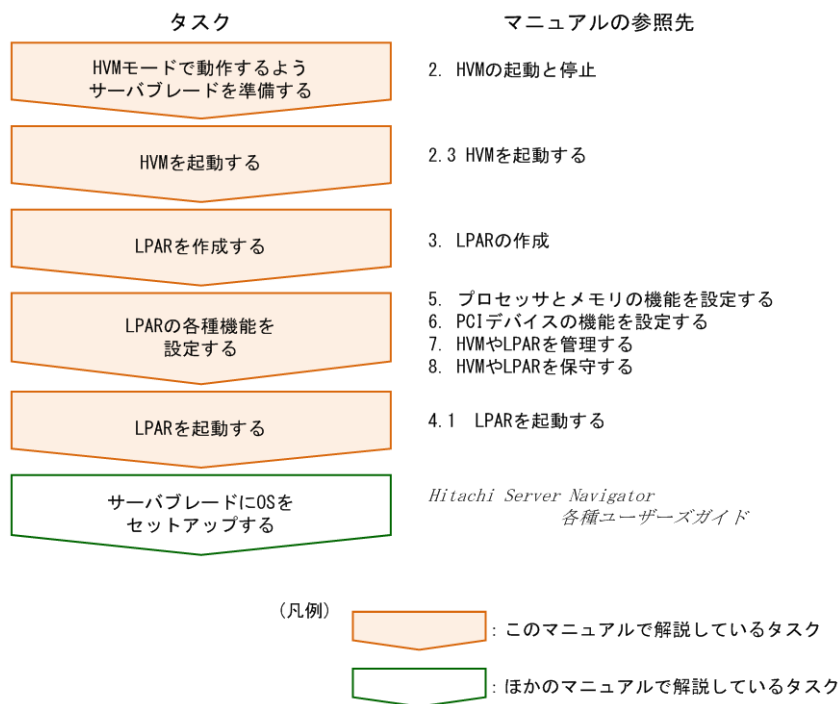 タスク
マニュアルの参照先
HVMモードで動作するよう
サーバブレードを準備する
2. HVMの起動と停止
HVMを起動する
2.3 HVMを起動する
LPARを作成する
3. LPARの作成
LPARの各種機能を
設定する
5. プロセッサとメモリの機能を設定する
6. PCIデバイスの機能を設定する
7. HVMやLPARを管理する
8. HVMやLPARを保守する
LPARを起動する
4.1 LPARを起動する
サーバブレードにOSを
セットアップする
Hitachi Server Navigator
各種ユーザーズガイド
(凡例)
: このマニュアルで解説しているタスク
: ほかのマニュアルで解説しているタスク